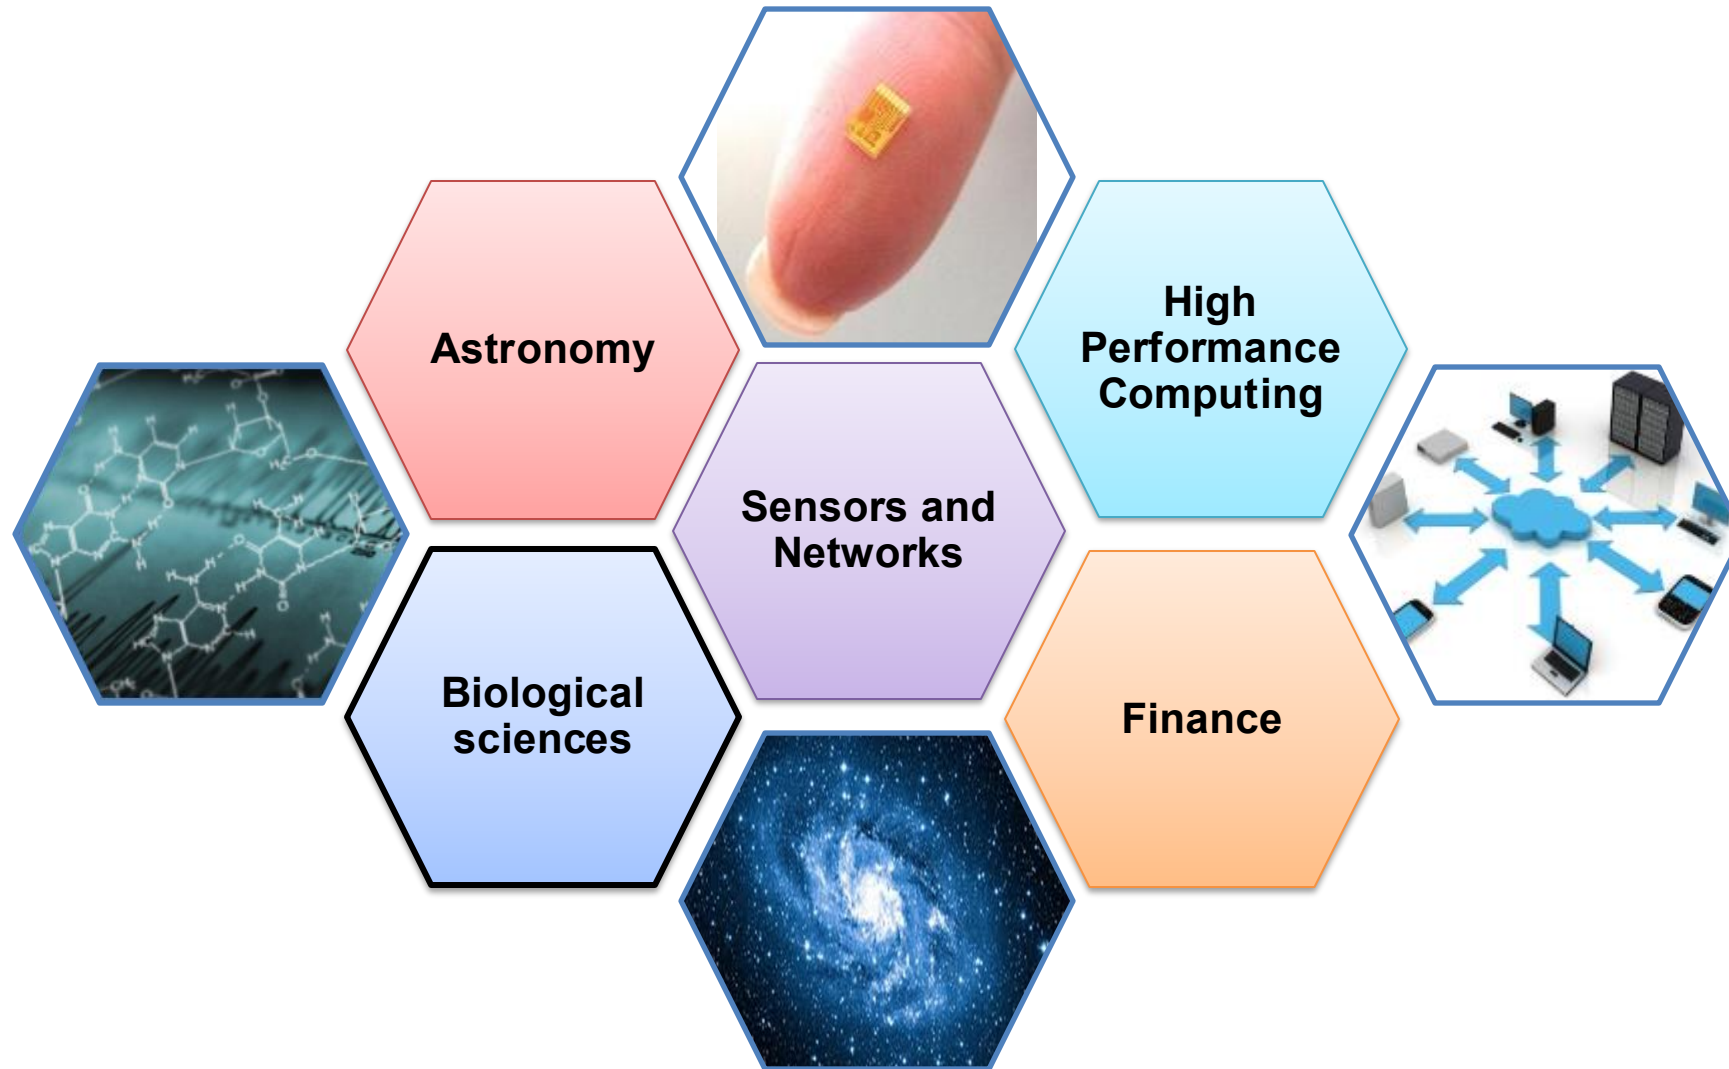 Astronomy
High
Performance
Computing
Sensors and
Networks
Biological
sciences
Finance